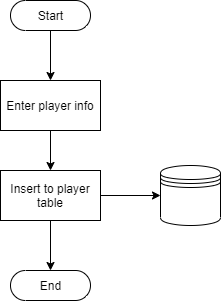 Start
Enter player info
Insert to player
table
End